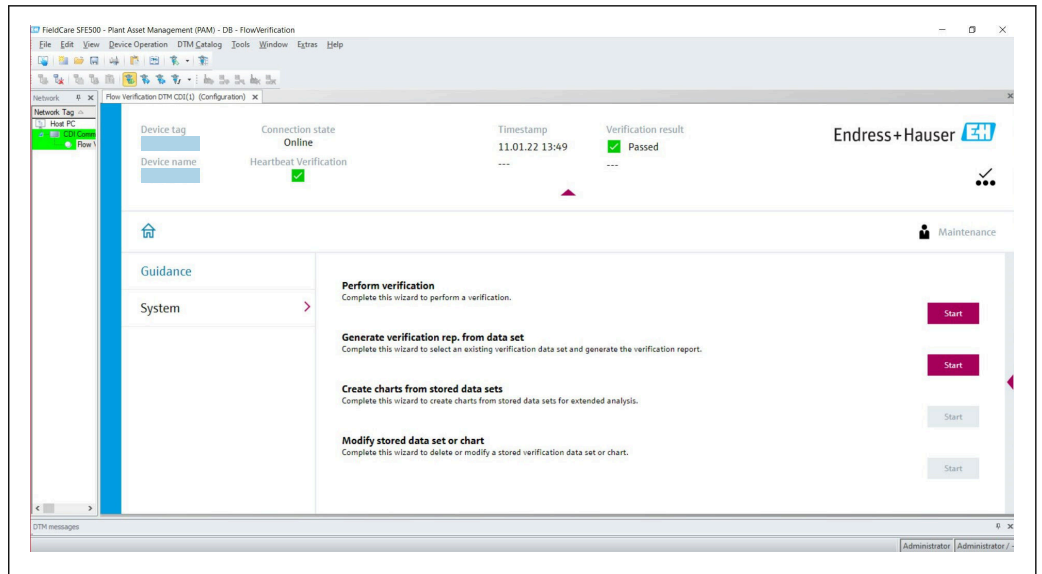 FieldCare SFE500 - Plant Asset Management (PAM) - DB - FlowVerification
File Edit View Device Operation DTM Catalog Tools Window Extras Help
Network
Flow Verification DTM CDI(1) (Configuration)
Network Tag
Host PC
CDI Comm
Flow
Device tag
Connection state
Online
Timestamp
11.01.22 13:49
Verification result
Passed
Endress+Hauser EH
Device name
Heartbeat Verification
---
---
Maintenance
Guidance
System
Perform verification
Complete this wizard to perform a verification.
Start
Generate verification rep. from data set
Complete this wizard to select an existing verification data set and generate the verification report.
Start
Create charts from stored data sets
Complete this wizard to create charts from stored data sets for extended analysis.
Start
Modify stored data set or chart
Complete this wizard to delete or modify a stored verification data set or chart.
Start
DTM messages
Administrator Administrator / -